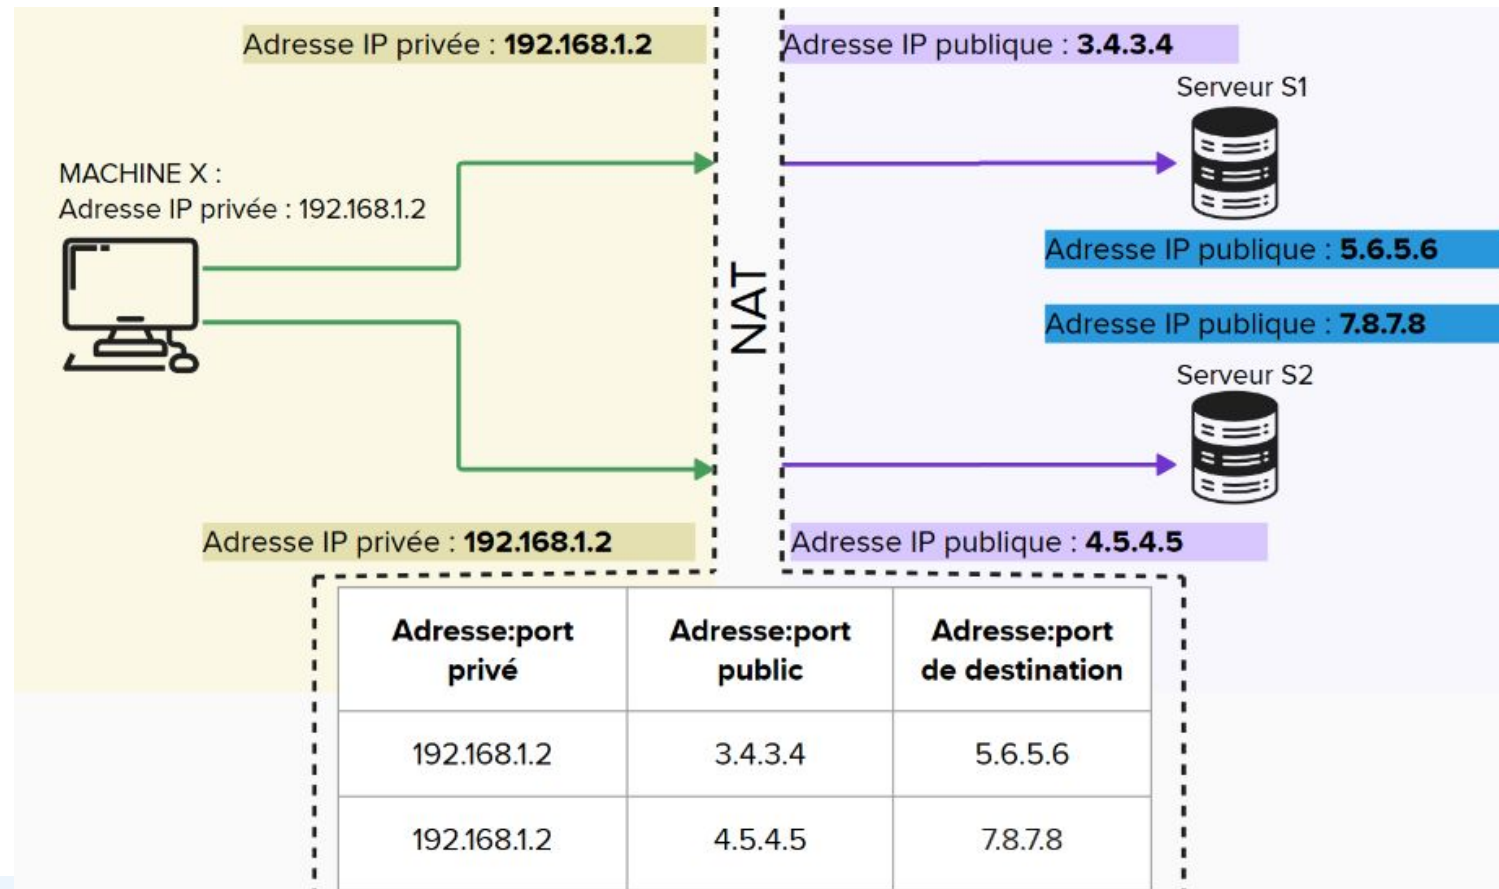 Adresse IP privée : 192.168.1.2
Adresse IP publique : 3.4.3.4
Serveur S1
MACHINE X :
Adresse IP privée : 192.168.1.2
Adresse IP publique : 5.6.5.6
NAT
Adresse IP publique : 7.8.7.8
Serveur S2
Adresse IP privée : 192.168.1.2
Adresse IP publique : 4.5.4.5
Adresse:port privé
Adresse:port public
Adresse:port de destination
192.168.1.2
3.4.3.4
5.6.5.6
192.168.1.2
4.5.4.5
7.8.7.8